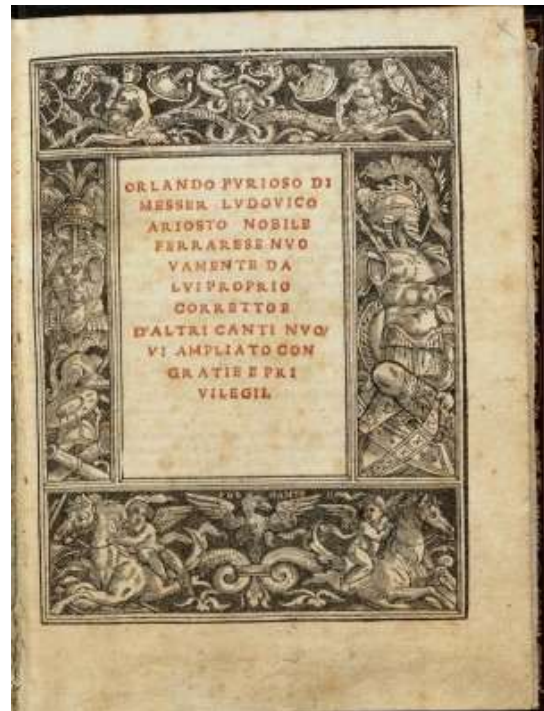 ORLANDO FVRIOSO DI
MESSER LVDOVICO
ARIOSTO NOBILE
FERRARESE NVO
VAMENTE DA
LVI PROPRIO
CORRETTO E
D'ALTRI CANTI NVO/
VI AMPLIATO CON
GRATIE E PRI
VILEGII.